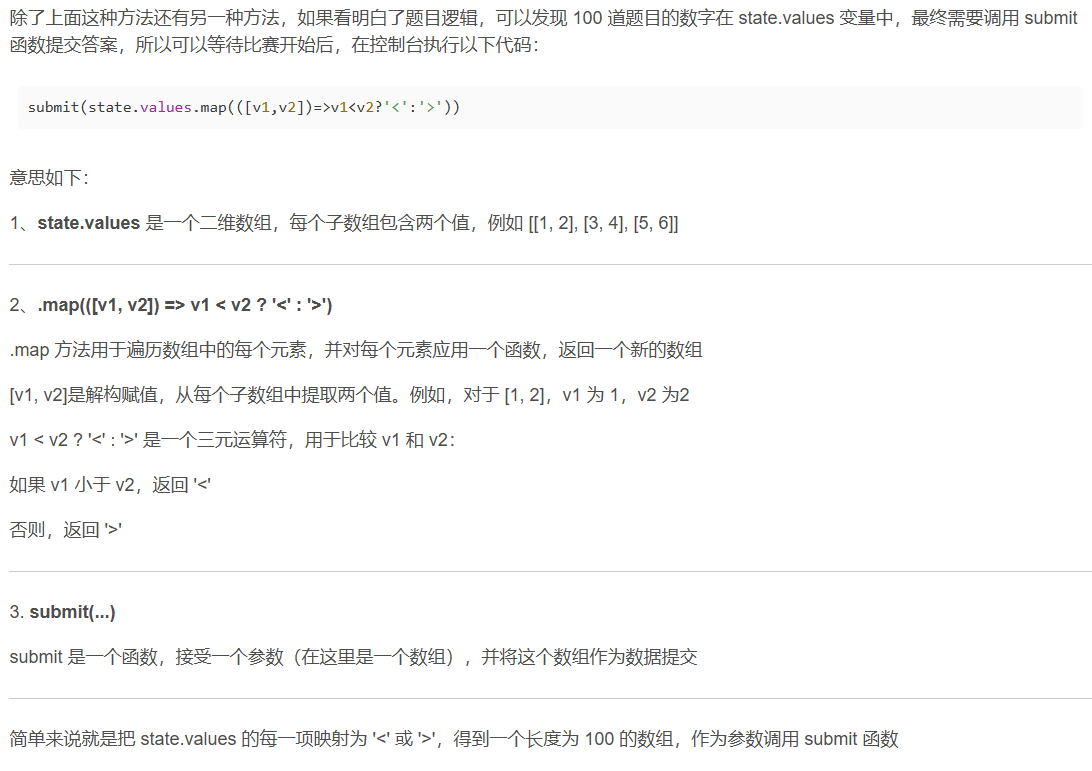 除了上面这种方法还有另一种方法，如果看明白了题目逻辑，可以发现 100 道题目的数字在 state.values 变量中，最终需要调用 submit
函数提交答案，所以可以等待比赛开始后，在控制台执行以下代码：
submit(state.values.map(([v1,v2])=>v1<v2?'<':'>'))
意思如下：
1、state.values 是一个二维数组，每个子数组包含两个值，例如 [[1, 2], [3, 4], [5, 6]]
2、.map(([v1, v2]) => v1 < v2 ? '<' : '>')
.map 方法用于遍历数组中的每个元素，并对每个元素应用一个函数，返回一个新的数组
[v1, v2]是解构赋值，从每个子数组中提取两个值。例如，对于 [1, 2]，v1 为 1，v2 为2
v1 < v2 ? '<' : '>' 是一个三元运算符，用于比较 v1 和 v2：
如果 v1 小于 v2，返回 '<'
否则，返回 '>'
3. submit(...)
submit 是一个函数，接受一个参数（在这里是一个数组），并将这个数组作为数据提交
简单来说就是把 state.values 的每一项映射为 '<' 或 '>'，得到一个长度为 100 的数组，作为参数调用 submit 函数